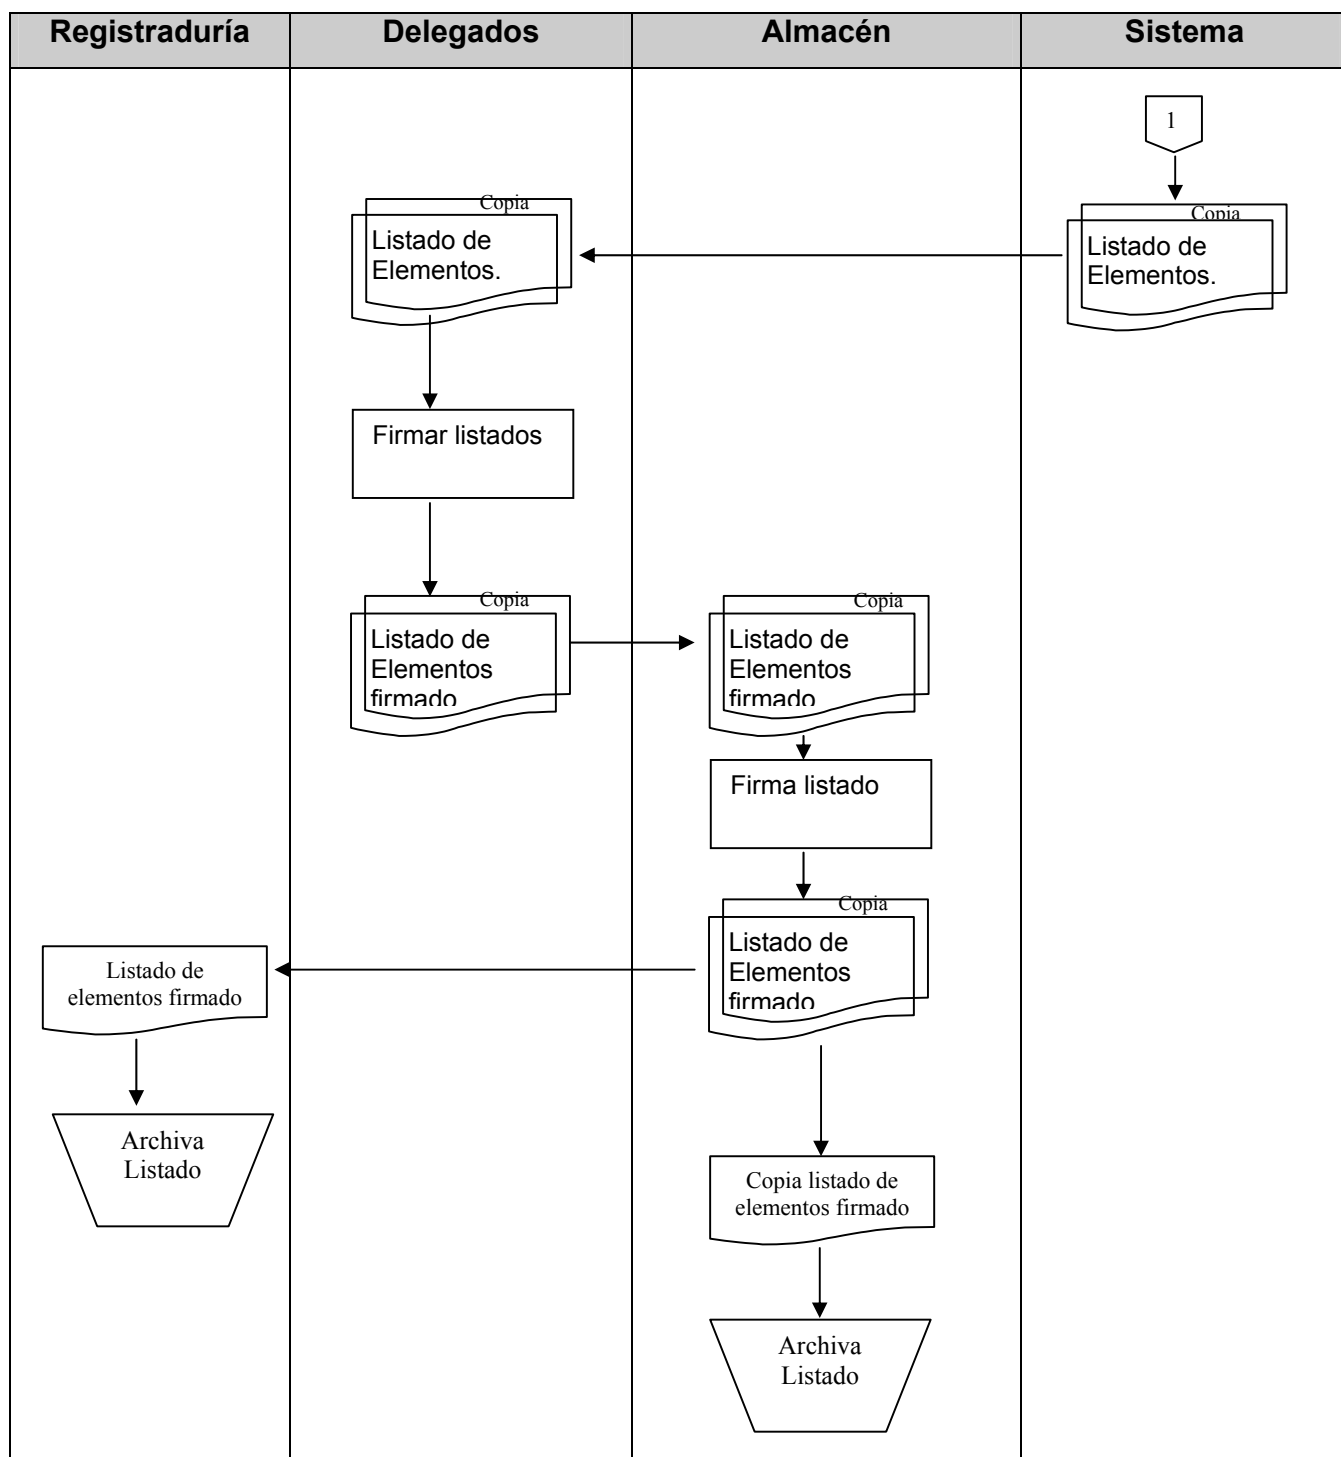 Registraduría Delegados Almacén Sistema
1
Copia
Listado de
Elementos.
Copia
Listado de
Elementos.
Firmar listados
Copia
Listado de
Elementos
firmado
Copia
Listado de
Elementos
firmado
Firma listado
Copia
Listado de
Elementos
firmado
Listado de
elementos firmado
Archiva
Listado
Copia listado de
elementos firmado
Archiva
Listado